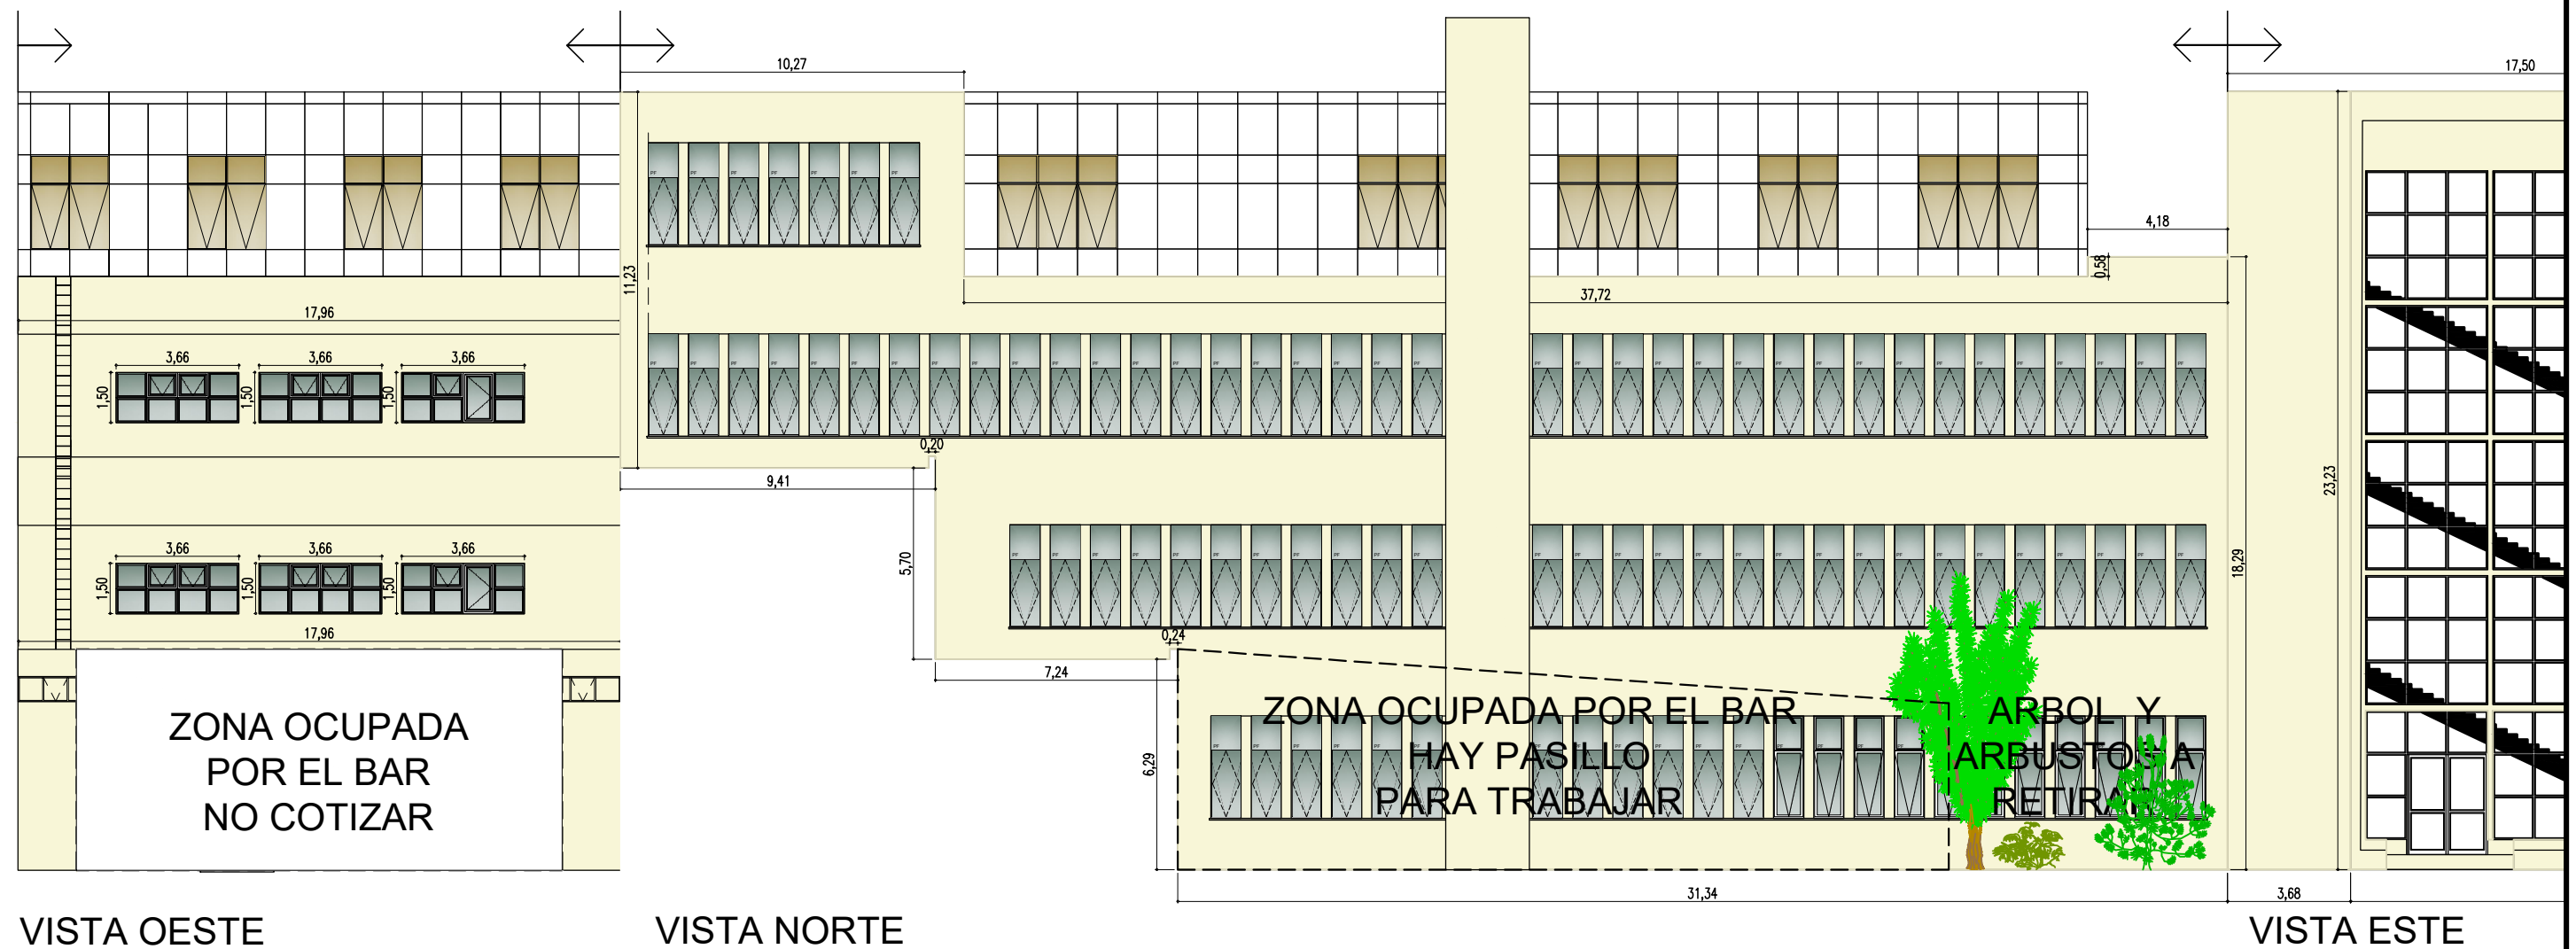 10,27
17,50
4,18
0,58
11,23
37,72
17,96
3,66
3,66
3,66
1,50
1,50
1,50
0,20
9,41
23,23
3,66
3,66
3,66
1,50
1,50
1,50
5,70
18,29
17,96
0,24
7,24
6,29
ZONA OCUPADA
POR EL BAR
NO COTIZAR
ZONA OCUPADA POR EL BAR
HAY PASILLO
PARA TRABAJAR
ARBOL Y
ARBUSTOS A
RETIRAR
31,34
3,68
VISTA OESTE
VISTA NORTE
VISTA ESTE